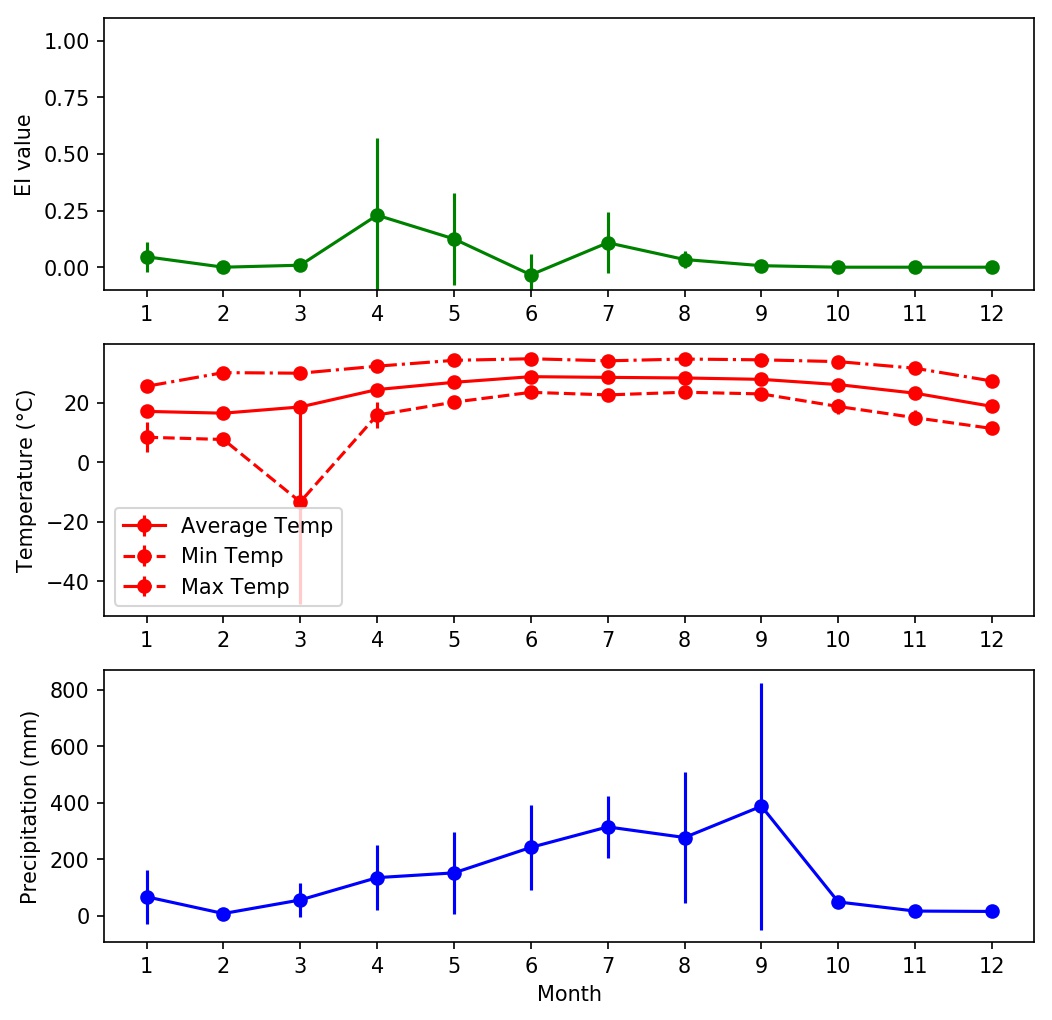 EI value
1.00
0.75
0.50
0.25
0.00
1 2 3 4 5 6 7 8 9 10 11 12
Temperature (°C)
20
0
−20
−40
Average Temp
Min Temp
Max Temp
1 2 3 4 5 6 7 8 9 10 11 12
Precipitation (mm)
800
600
400
200
0
1 2 3 4 5 6 7 8 9 10 11 12
Month